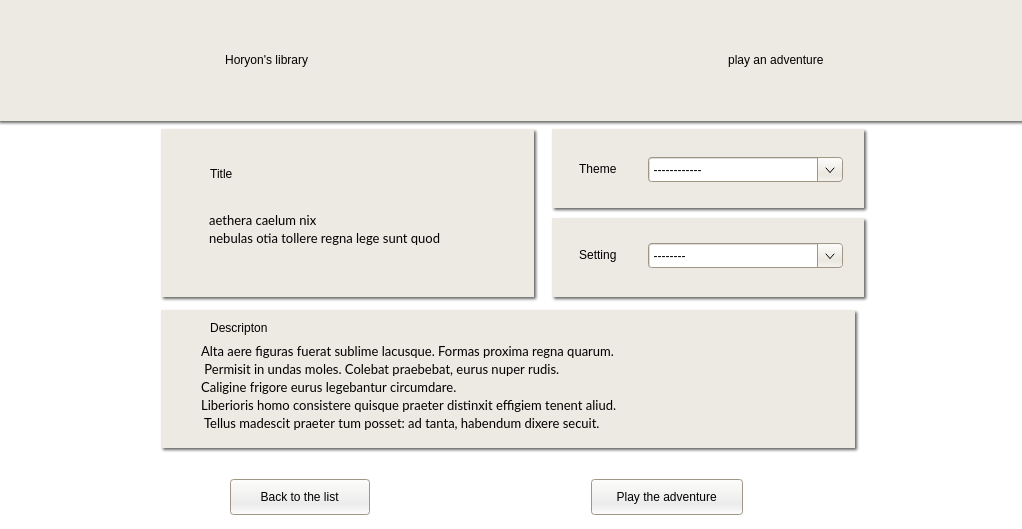 Horyon's library
play an adventure
Title
aethera caelum nix
nebulas otia tollere regna lege sunt quod
Theme
------------
Setting
--------
Descripton
Alta aere figuras fuerat sublime lacusque. Formas proxima regna quarum.
Permisit in undas moles. Colebat praebebat, eurus nuper rudis.
Caligine frigore eurus legebantur circumdare.
Liberioris homo consistere quisque praeter distinxit effigiem tenent aliud.
Tellus madescit praeter tum posset: ad tanta, habendum dixere secuit.
Back to the list
Play the adventure